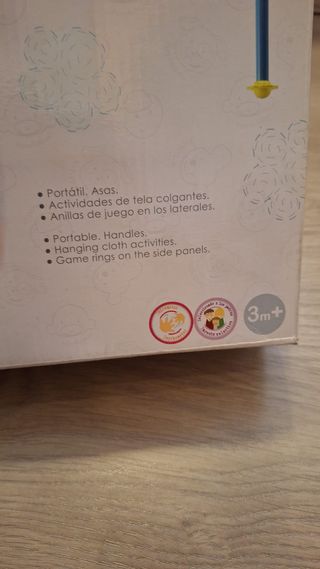 • Portátil. Asas.
• Actividades de tela colgantes.
• Anillas de juego en los laterales.
• Portable. Handles.
• Hanging cloth activities.
• Game rings on the side panels.
3m+